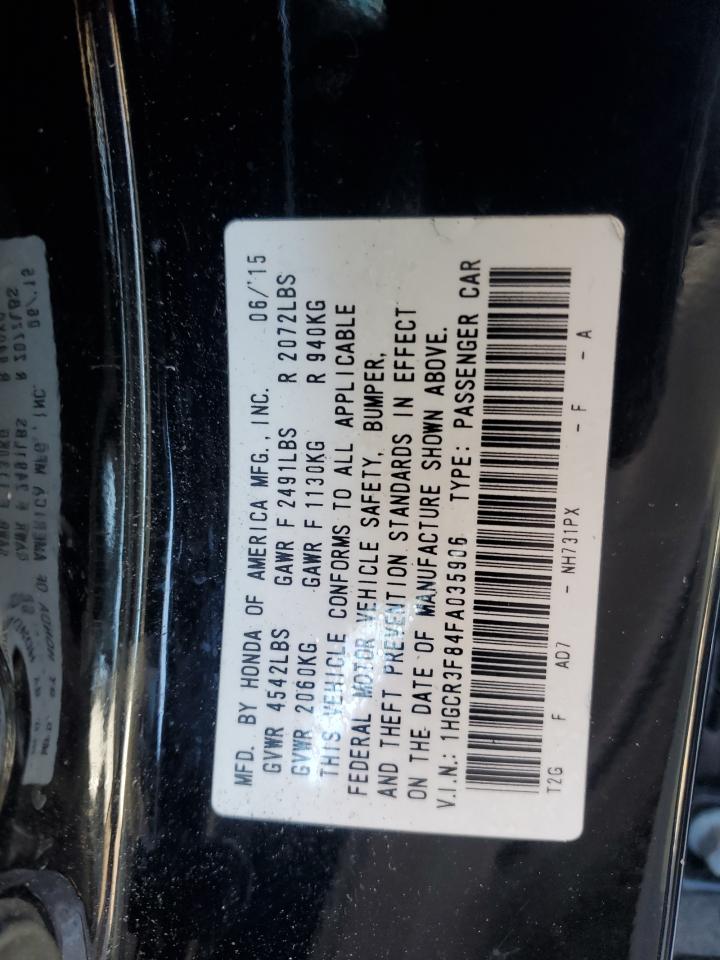 MFD. BY HONDA OF AMERICA MFG., INC. 06/'15
GVWR 4542LBS GAWR F 2491LBS R 2072LBS
GVWR 2060KG GAWR F 1130KG R 940KG
THIS VEHICLE CONFORMS TO ALL APPLICABLE
FEDERAL MOTOR VEHICLE SAFETY, BUMPER,
AND THEFT PREVENTION STANDARDS IN EFFECT
ON THE DATE OF MANUFACTURE SHOWN ABOVE.
V.I.N.: 1HGCR3F84FA035906 TYPE: PASSENGER CAR
T2G F AD7 - NH731PX - F - A